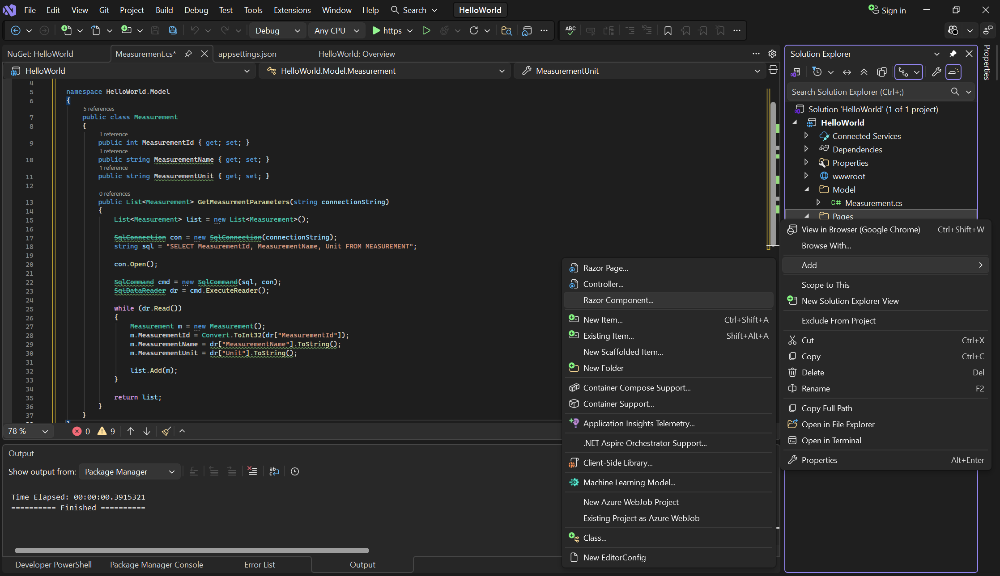 File Edit View Git Project Build Debug Test Tools Extensions Window Help Search HelloWorld Sign in
Debug Any CPU https
NuGet: HelloWorld Measurement.cs* appsettings.json HelloWorld: Overview
HelloWorld HelloWorld.Model.Measurement MeasurementUnit
4
5 namespace HelloWorld.Model
6 {
5 references
7 public class Measurement
8 {
1 reference
9 public int MeasurementId { get; set; }
1 reference
10 public string MeasurementName { get; set; }
1 reference
11 public string MeasurementUnit { get; set; }
12
0 references
13 public List<Measurement> GetMeasurmentParameters(string connectionString)
14 {
15 List<Measurement> list = new List<Measurement>();
16
17 SqlConnection con = new SqlConnection(connectionString);
18 string sql = "SELECT MeasurementId, MeasurementName, Unit FROM MEASUREMENT";
19
20 con.Open();
21
22 SqlCommand cmd = new SqlCommand(sql, con);
23 SqlDataReader dr = cmd.ExecuteReader();
24
25 while (dr.Read())
26 {
27 Measurement m = new Measurement();
28 m.MeasurementId = Convert.ToInt32(dr["MeasurementId"]);
29 m.MeasurementName = dr["MeasurementName"].ToString();
30 m.MeasurementUnit = dr["Unit"].ToString();
31
32 list.Add(m);
33 }
34
35 return list;
36 }
37 }
78 % 0 9
Output
Show output from: Package Manager
Time Elapsed: 00:00:00.3915321
========== Finished ==========
Developer PowerShell Package Manager Console Error List Output
Razor Page...
Controller...
Razor Component...
New Item... Ctrl+Shift+A
Existing Item... Shift+Alt+A
New Scaffolded Item...
New Folder
Container Compose Support...
Container Support...
Application Insights Telemetry...
.NET Aspire Orchestrator Support...
Client-Side Library...
Machine Learning Model...
New Azure WebJob Project
Existing Project as Azure WebJob
Class...
New EditorConfig
Solution Explorer
Search Solution Explorer (Ctrl+;)
Solution 'HelloWorld' (1 of 1 project)
HelloWorld
Connected Services
Dependencies
Properties
wwwroot
Model
C# Measurement.cs
Pages
View in Browser (Google Chrome) Ctrl+Shift+W
Browse With...
Add
Scope to This
New Solution Explorer View
Exclude From Project
Cut Ctrl+X
Copy Ctrl+C
Delete Del
Rename F2
Copy Full Path
Open in File Explorer
Open in Terminal
Properties Alt+Enter
Properties